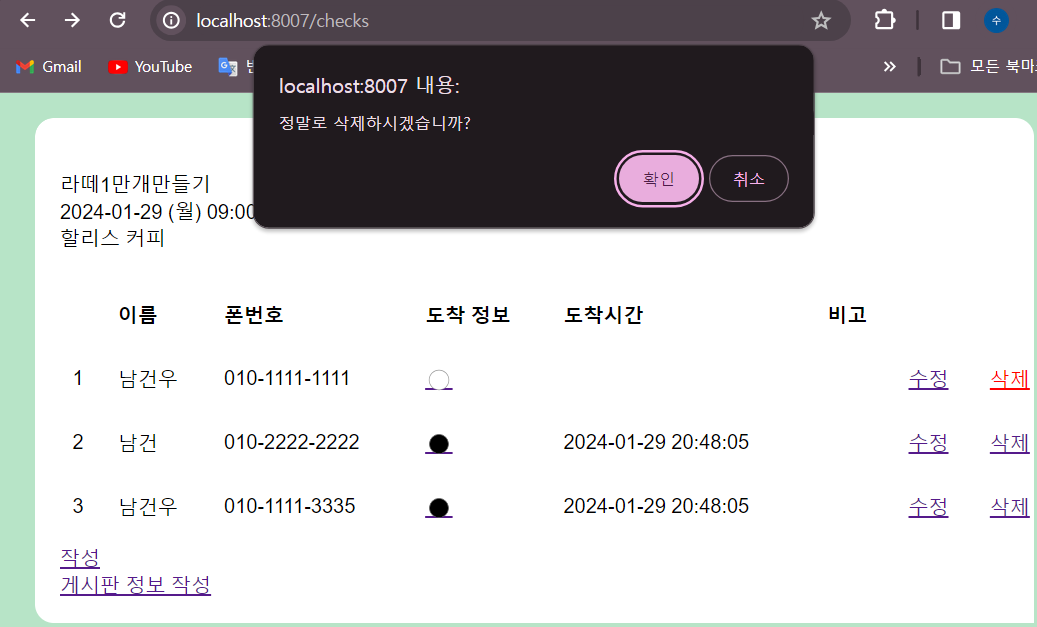 localhost:8007/checks
수
Gmail YouTube 모든 북마
localhost:8007 내용:
정말로 삭제하시겠습니까?
확인 취소
라떼1만개만들기
2024-01-29 (월) 09:00
할리스 커피
이름 폰번호 도착 정보 도착시간 비고
1 남건우 010-1111-1111 수정 삭제
2 남건 010-2222-2222 2024-01-29 20:48:05 수정 삭제
3 남건우 010-1111-3335 2024-01-29 20:48:05 수정 삭제
작성
게시판 정보 작성